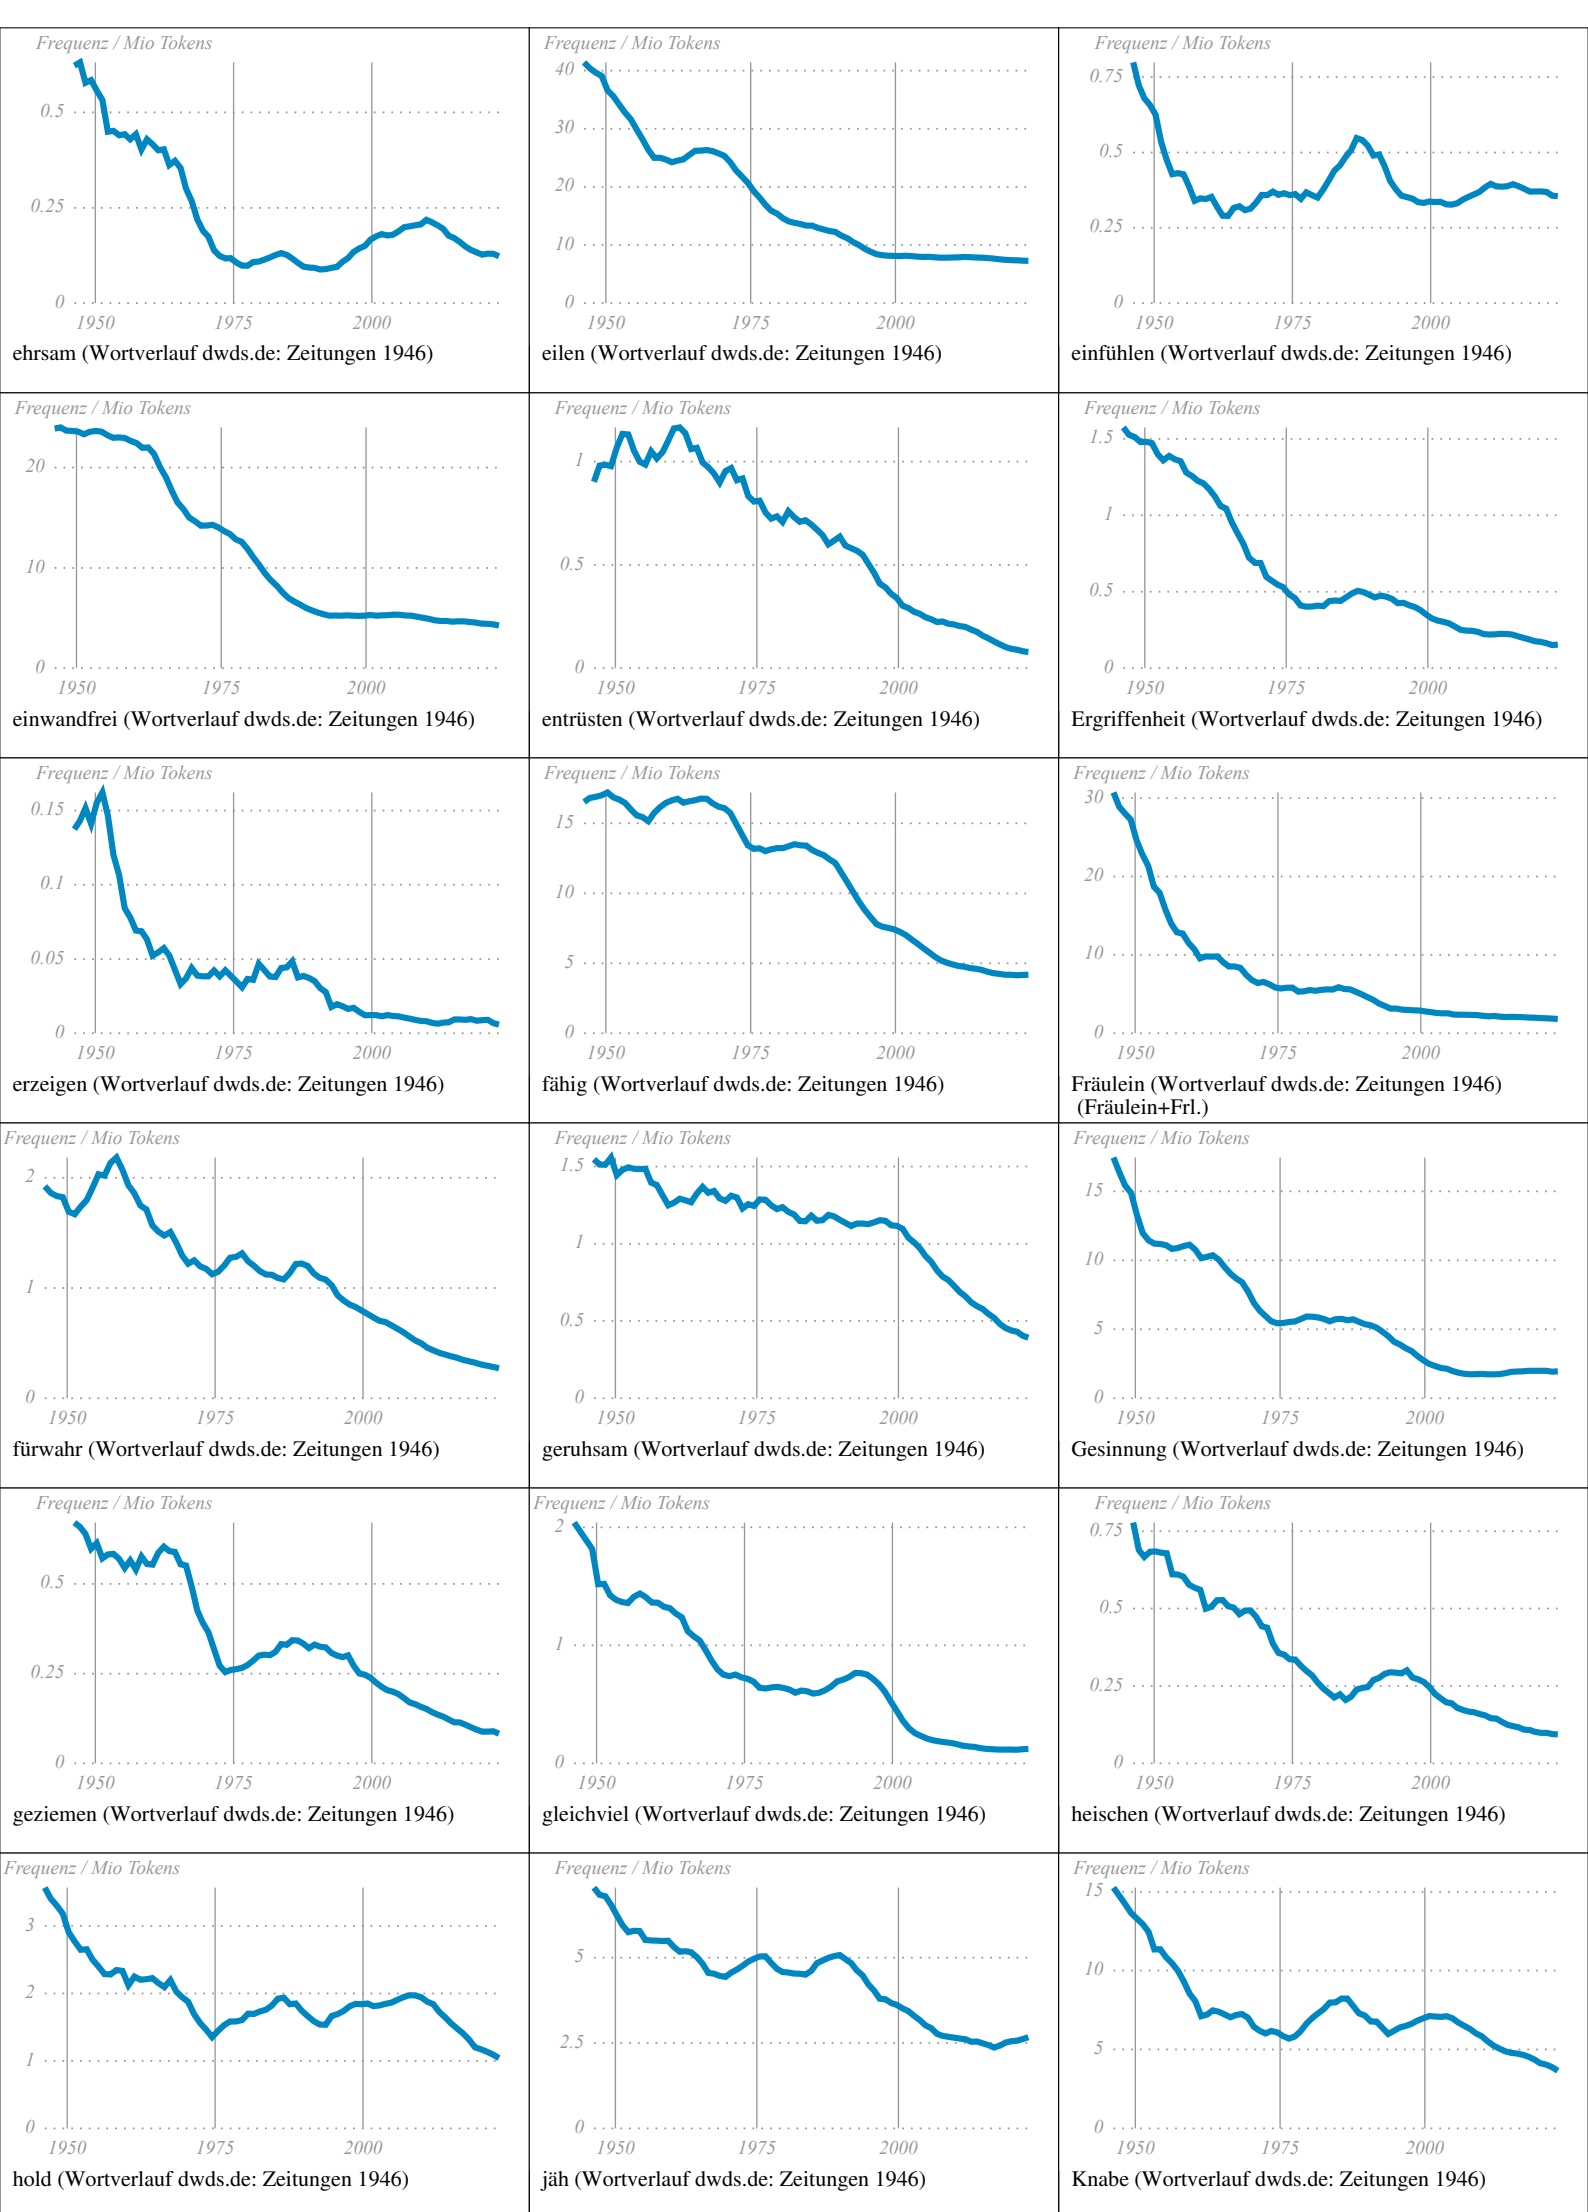 Frequenz / Mio Tokens
0.5
0.25
0
1950 1975 2000
ehrsam (Wortverlauf dwds.de: Zeitungen 1946)
Frequenz / Mio Tokens
40
30
20
10
0
1950 1975 2000
eilen (Wortverlauf dwds.de: Zeitungen 1946)
Frequenz / Mio Tokens
0.75
0.5
0.25
0
1950 1975 2000
einfühlen (Wortverlauf dwds.de: Zeitungen 1946)
Frequenz / Mio Tokens
20
10
0
1950 1975 2000
einwandfrei (Wortverlauf dwds.de: Zeitungen 1946)
Frequenz / Mio Tokens
1
0.5
0
1950 1975 2000
entrüsten (Wortverlauf dwds.de: Zeitungen 1946)
Frequenz / Mio Tokens
1.5
1
0.5
0
1950 1975 2000
Ergriffenheit (Wortverlauf dwds.de: Zeitungen 1946)
Frequenz / Mio Tokens
0.15
0.1
0.05
0
1950 1975 2000
erzeigen (Wortverlauf dwds.de: Zeitungen 1946)
Frequenz / Mio Tokens
15
10
5
0
1950 1975 2000
fähig (Wortverlauf dwds.de: Zeitungen 1946)
Frequenz / Mio Tokens
30
20
10
0
1950 1975 2000
Fräulein (Wortverlauf dwds.de: Zeitungen 1946)
(Fräulein+Frl.)
Frequenz / Mio Tokens
2
1
0
1950 1975 2000
fürwahr (Wortverlauf dwds.de: Zeitungen 1946)
Frequenz / Mio Tokens
1.5
1
0.5
0
1950 1975 2000
geruhsam (Wortverlauf dwds.de: Zeitungen 1946)
Frequenz / Mio Tokens
15
10
5
0
1950 1975 2000
Gesinnung (Wortverlauf dwds.de: Zeitungen 1946)
Frequenz / Mio Tokens
0.5
0.25
0
1950 1975 2000
geziemen (Wortverlauf dwds.de: Zeitungen 1946)
Frequenz / Mio Tokens
2
1
0
1950 1975 2000
gleichviel (Wortverlauf dwds.de: Zeitungen 1946)
Frequenz / Mio Tokens
0.75
0.5
0.25
0
1950 1975 2000
heischen (Wortverlauf dwds.de: Zeitungen 1946)
Frequenz / Mio Tokens
3
2
1
0
1950 1975 2000
hold (Wortverlauf dwds.de: Zeitungen 1946)
Frequenz / Mio Tokens
5
2.5
0
1950 1975 2000
jäh (Wortverlauf dwds.de: Zeitungen 1946)
Frequenz / Mio Tokens
15
10
5
0
1950 1975 2000
Knabe (Wortverlauf dwds.de: Zeitungen 1946)